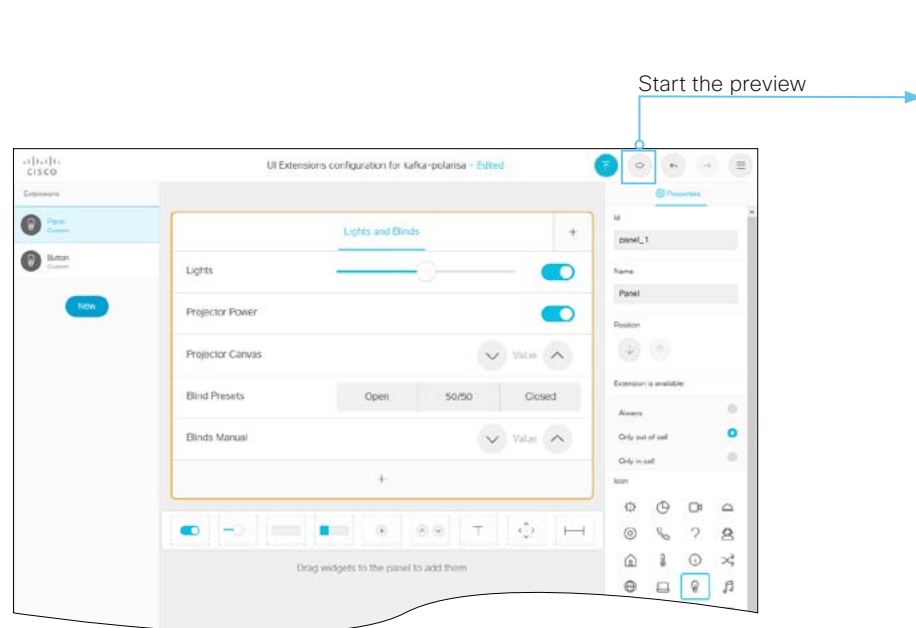 Start the preview
CISCO
UI Extensions configuration for kafka-polarisa - Edited
Extensions
Properties
Panel
Custom
Button
Custom
New
Lights and Blinds
+
Lights
Projector Power
Projector Canvas
Value
Blind Presets
Open
50/50
Closed
Blinds Manual
Value
+
T
Drag widgets to the panel to add them
Id
panel_1
Name
Panel
Position
Extension is available:
Always
Only out of call
Only in call
Icon